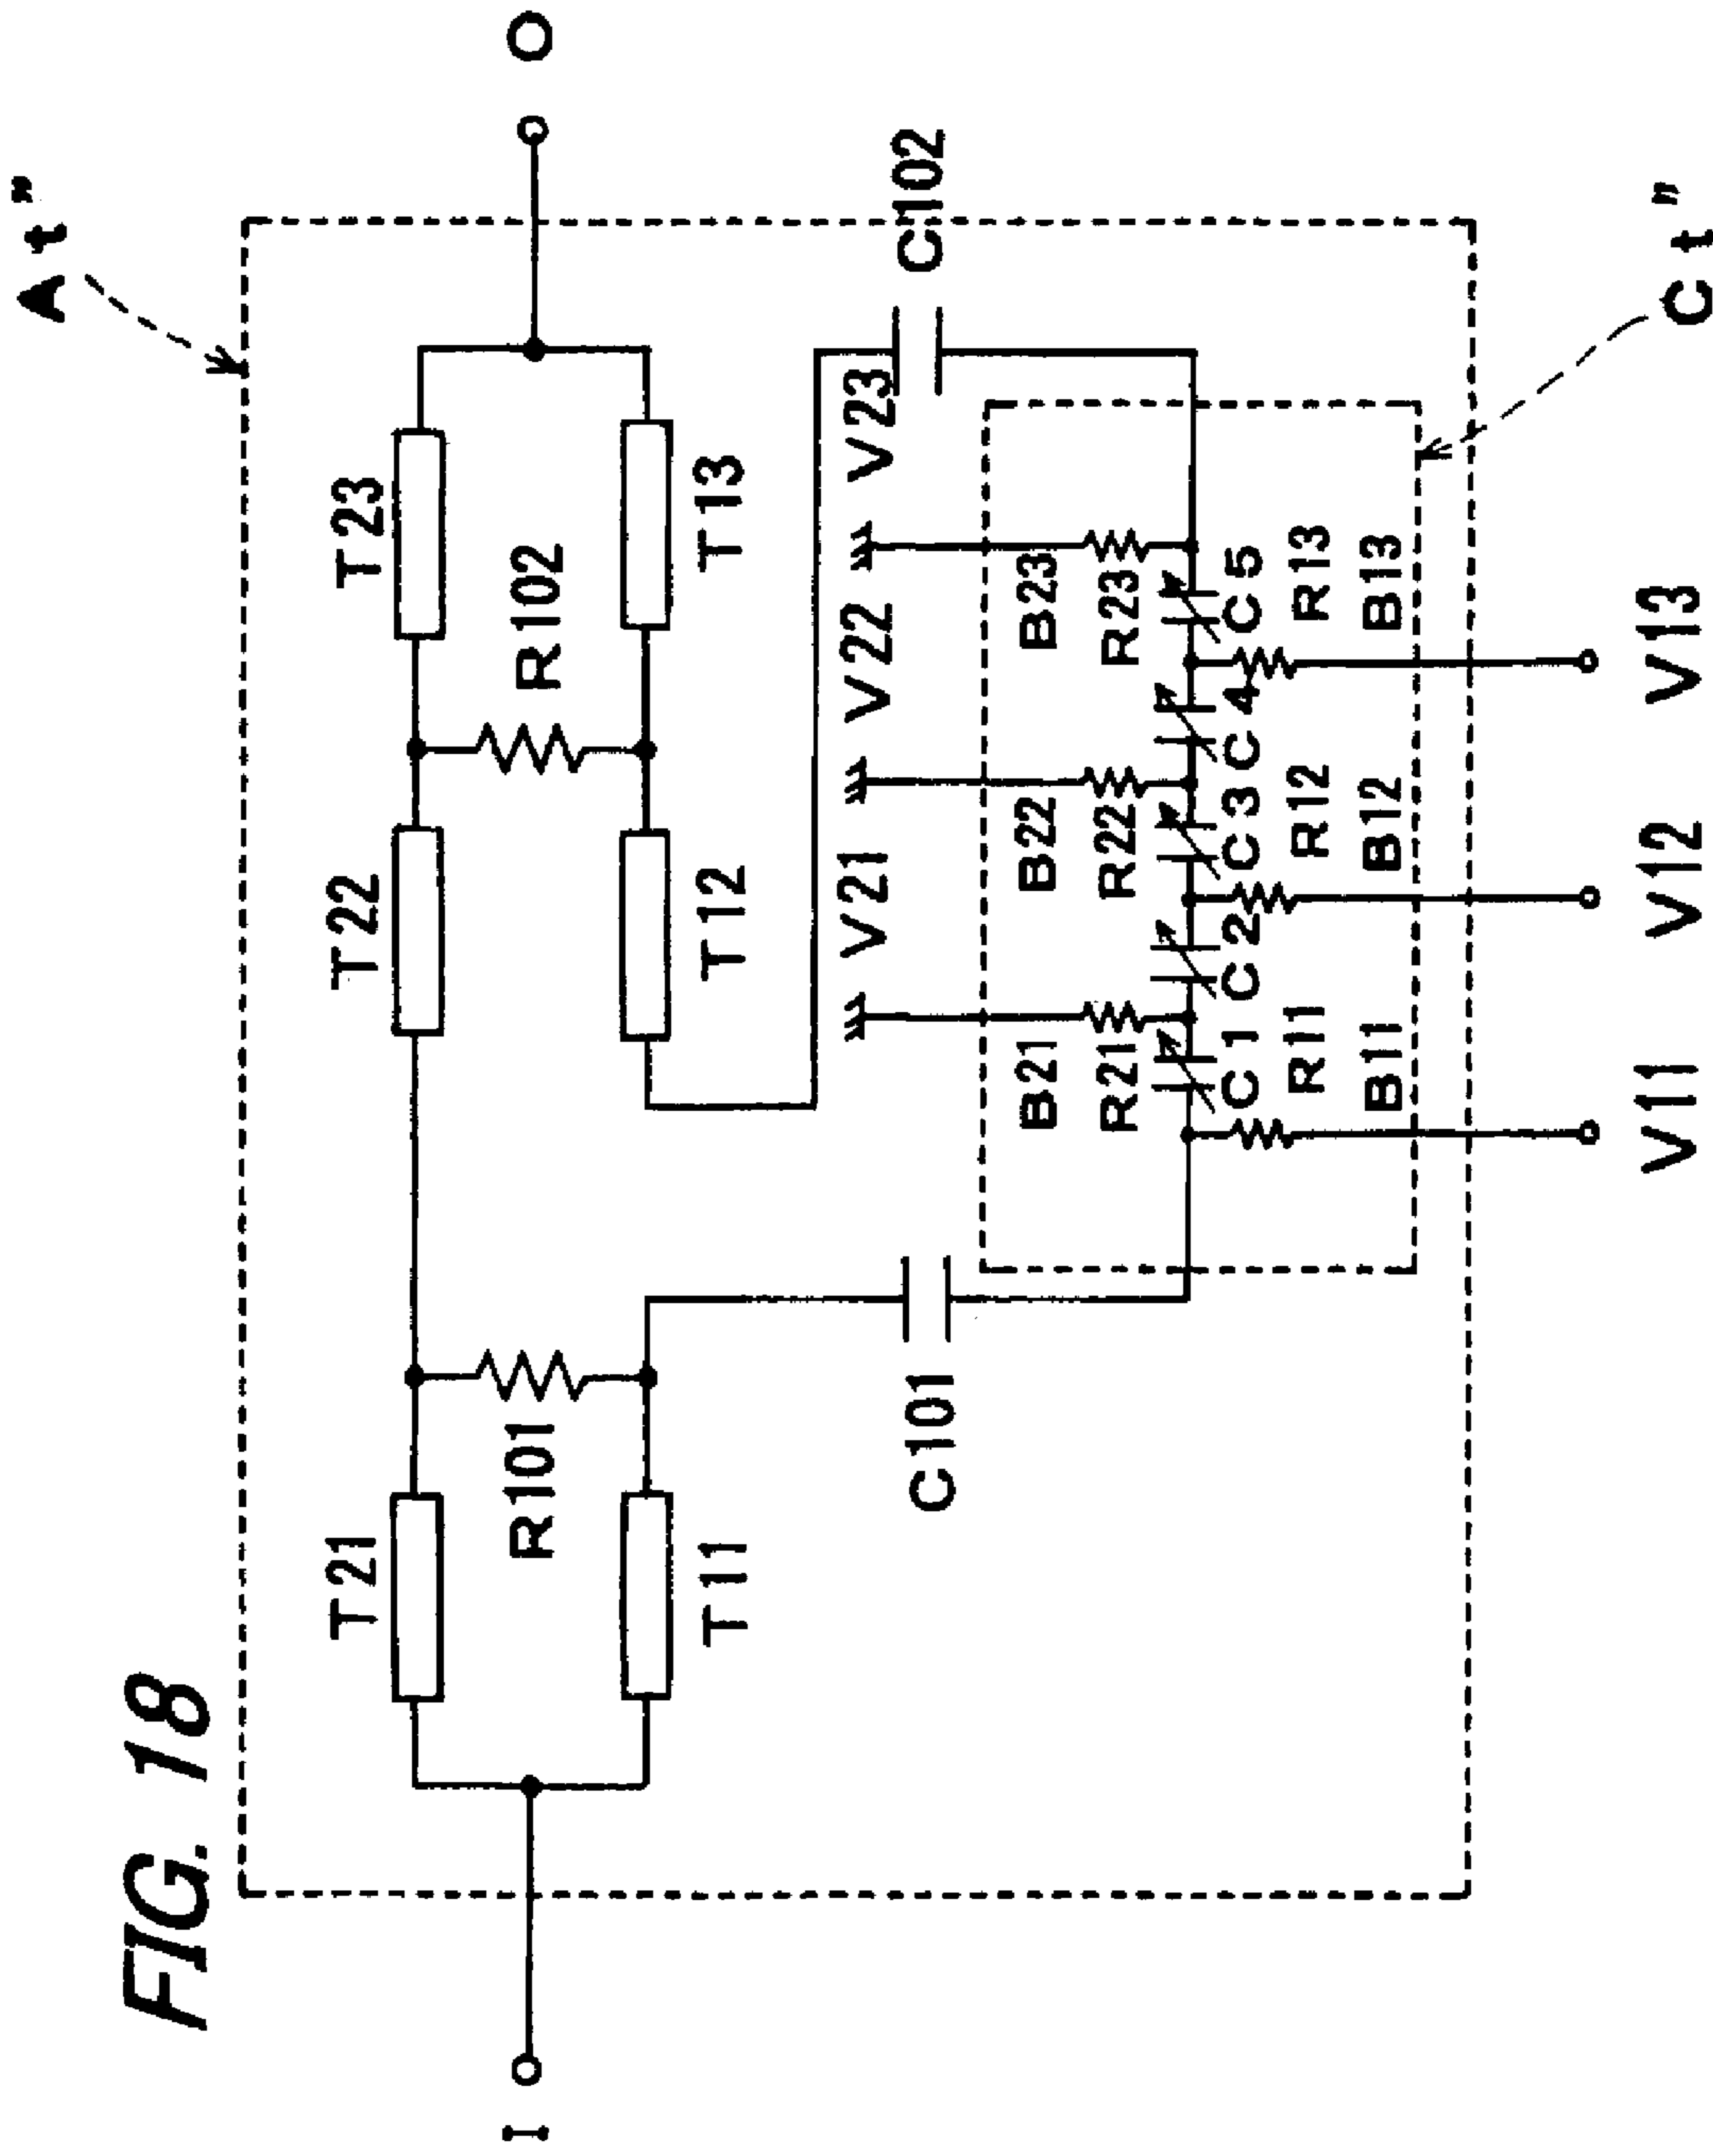 FIG. 18
At"
I
O
T21
T22
T23
R101
R102
T11
T12
T13
C101
C102
V21
V22
V23
B21
B22
B23
R21
R22
R23
C1
C2
C3
C4
C5
R11
R12
R13
B11
B12
B13
V11
V12
V13
Ct"